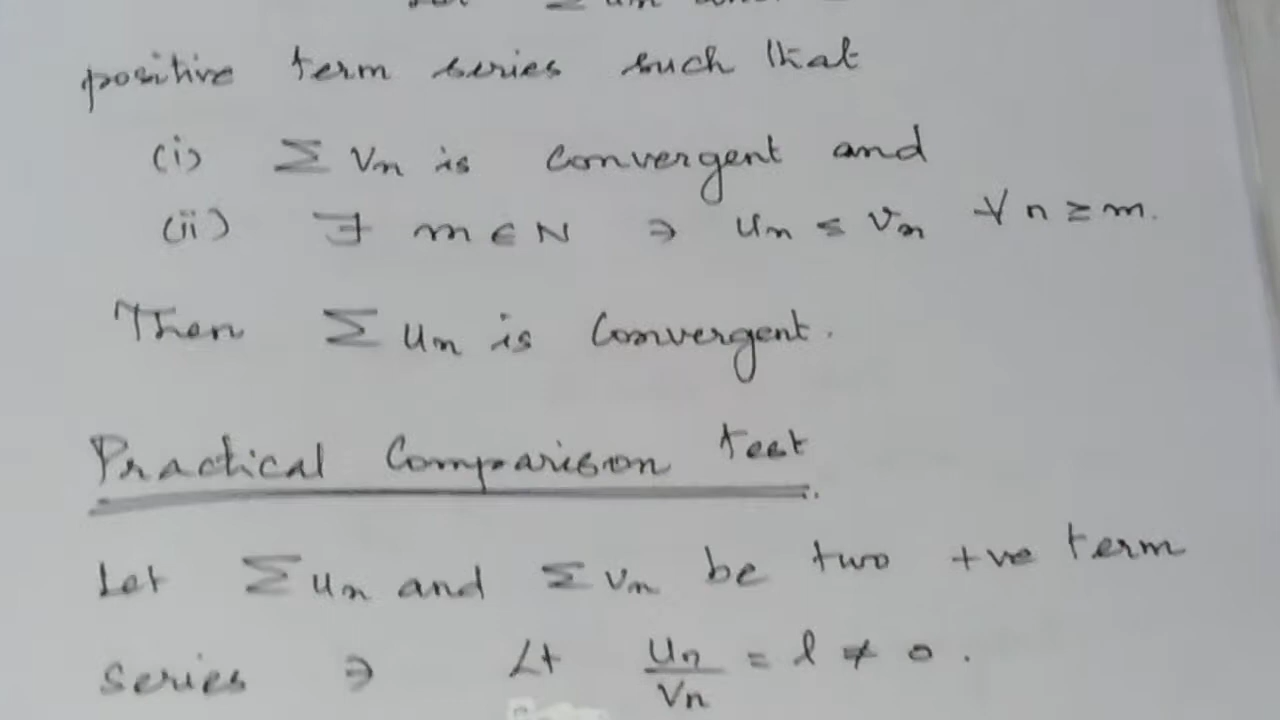 positive term series such that
(i) Σ Vn is convergent and
(ii) ∃ m ∈ N ∋ un ≤ Vn ∀ n ≥ m.
Then Σ un is Convergent.
Practical Comparison test
Let Σ un and Σ vn be two +ve term
series ∋ Lt un/vn = l ≠ 0.